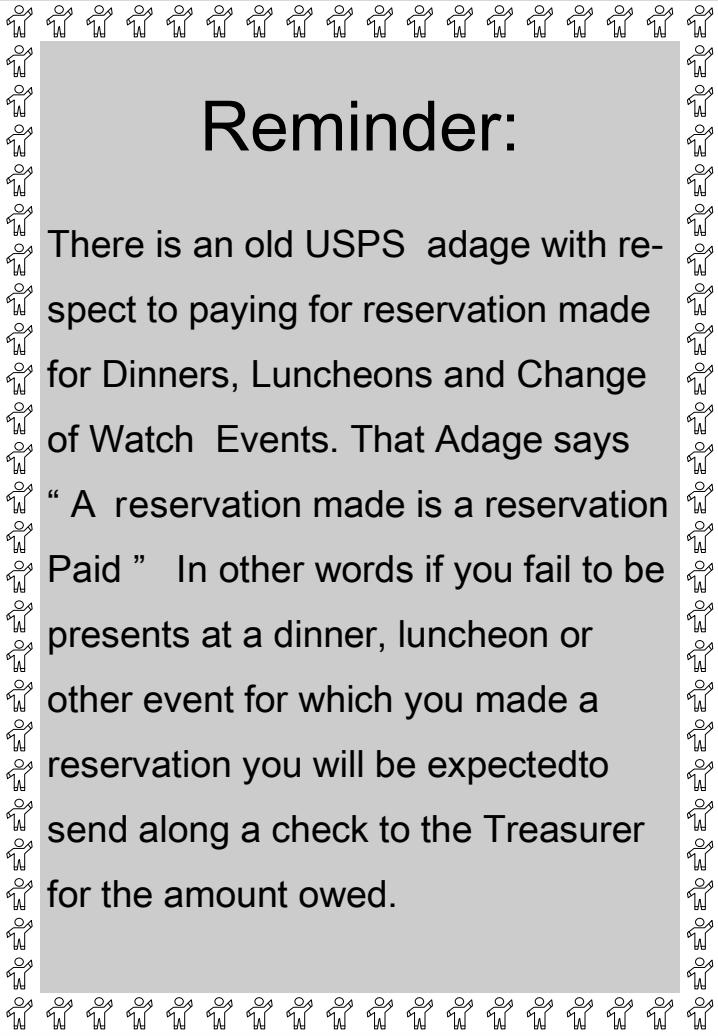 Reminder:
There is an old USPS  adage with re-
spect to paying for reservation made
for Dinners, Luncheons and Change
of Watch  Events. That Adage says
“ A  reservation made is a reservation
Paid ”   In other words if you fail to be
presents at a dinner, luncheon or
other event for which you made a
reservation you will be expectedto
send along a check to the Treasurer
for the amount owed.